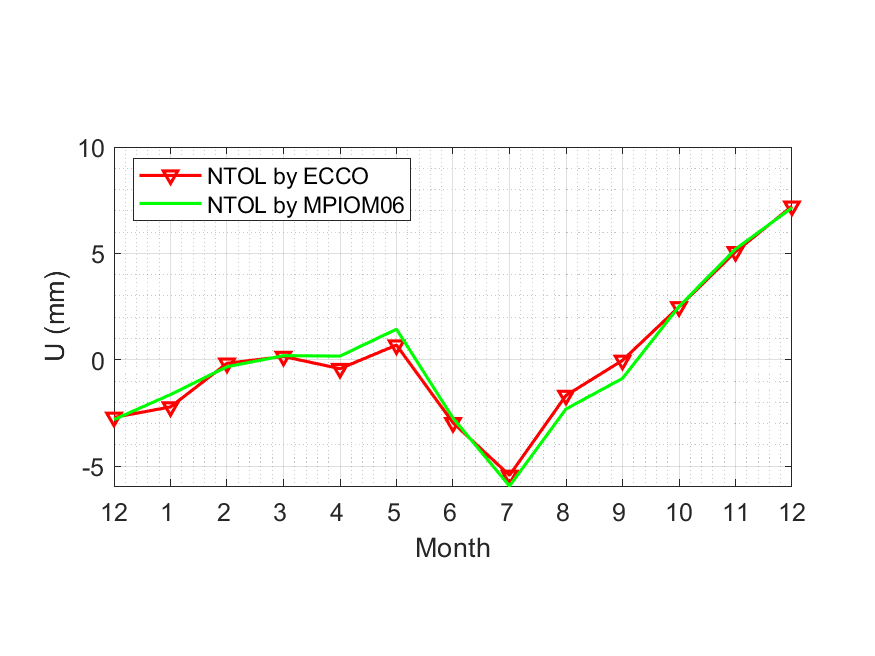 10
NTOL by ECCO
NTOL by MPIOM06
5
U (mm)
0
-5
12 1 2 3 4 5 6 7 8 9 10 11 12
Month